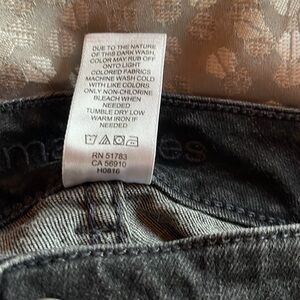 DUE TO THE NATURE
OF THIS DARK WASH,
COLOR MAY RUB OFF
ONTO LIGHT
COLORED FABRICS
MACHINE WASH COLD
WITH LIKE COLORS
ONLY NON-CHLORINE
BLEACH WHEN
NEEDED
TUMBLE DRY LOW
WARM IRON IF
NEEDED
RN 51783
CA 56910
H0816